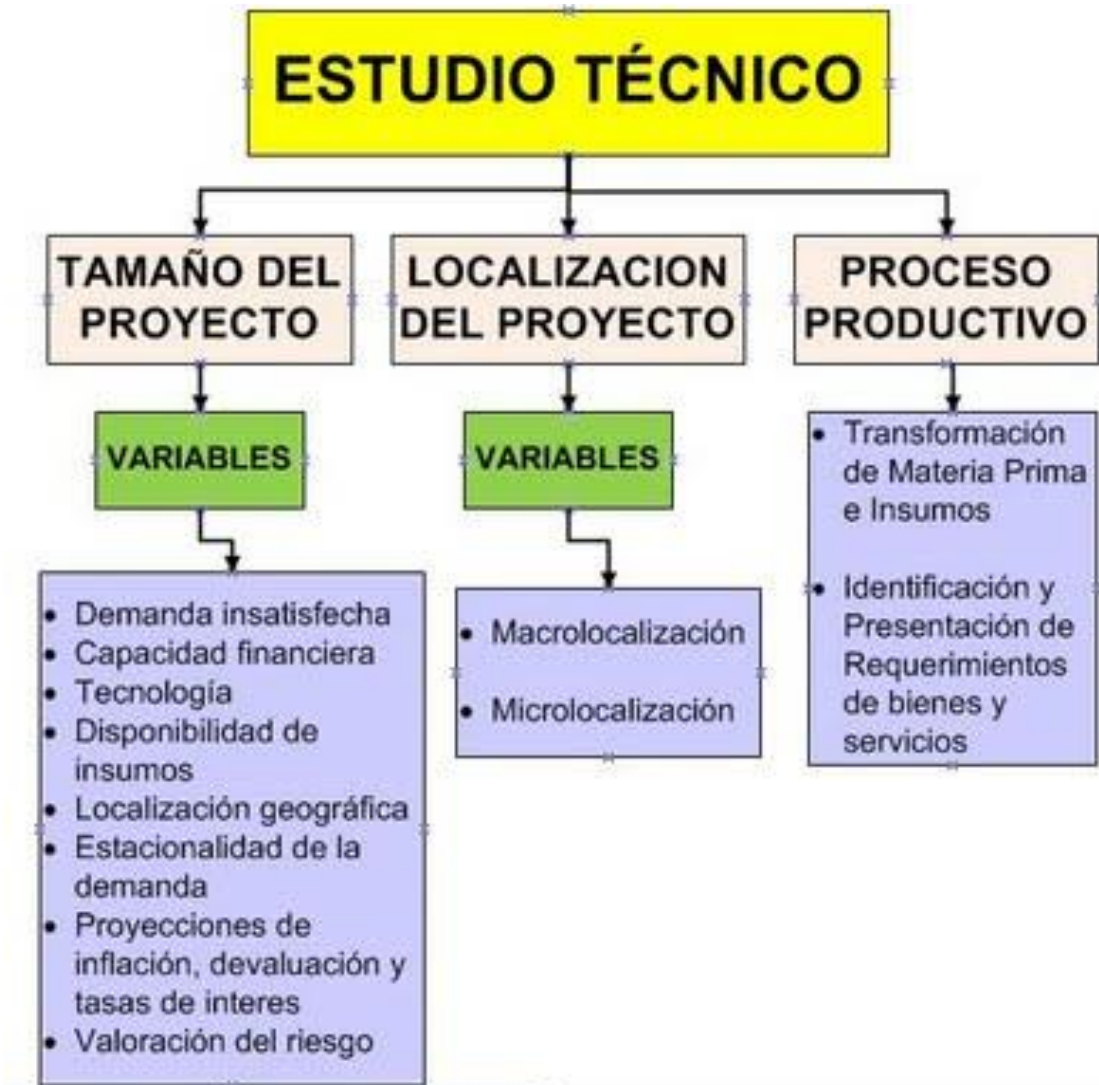 ESTUDIO TÉCNICO
TAMAÑO DEL
PROYECTO
LOCALIZACION
DEL PROYECTO
PROCESO
PRODUCTIVO
VARIABLES
VARIABLES
• Demanda insatisfecha
• Capacidad financiera
• Tecnología
• Disponibilidad de
insumos
• Localización geográfica
• Estacionalidad de la
demanda
• Proyecciones de
inflación, devaluación y
tasas de interes
• Valoración del riesgo
• Macrolocalización
• Microlocalización
• Transformación
de Materia Prima
e Insumos
• Identificación y
Presentación de
Requerimientos
de bienes y
servicios